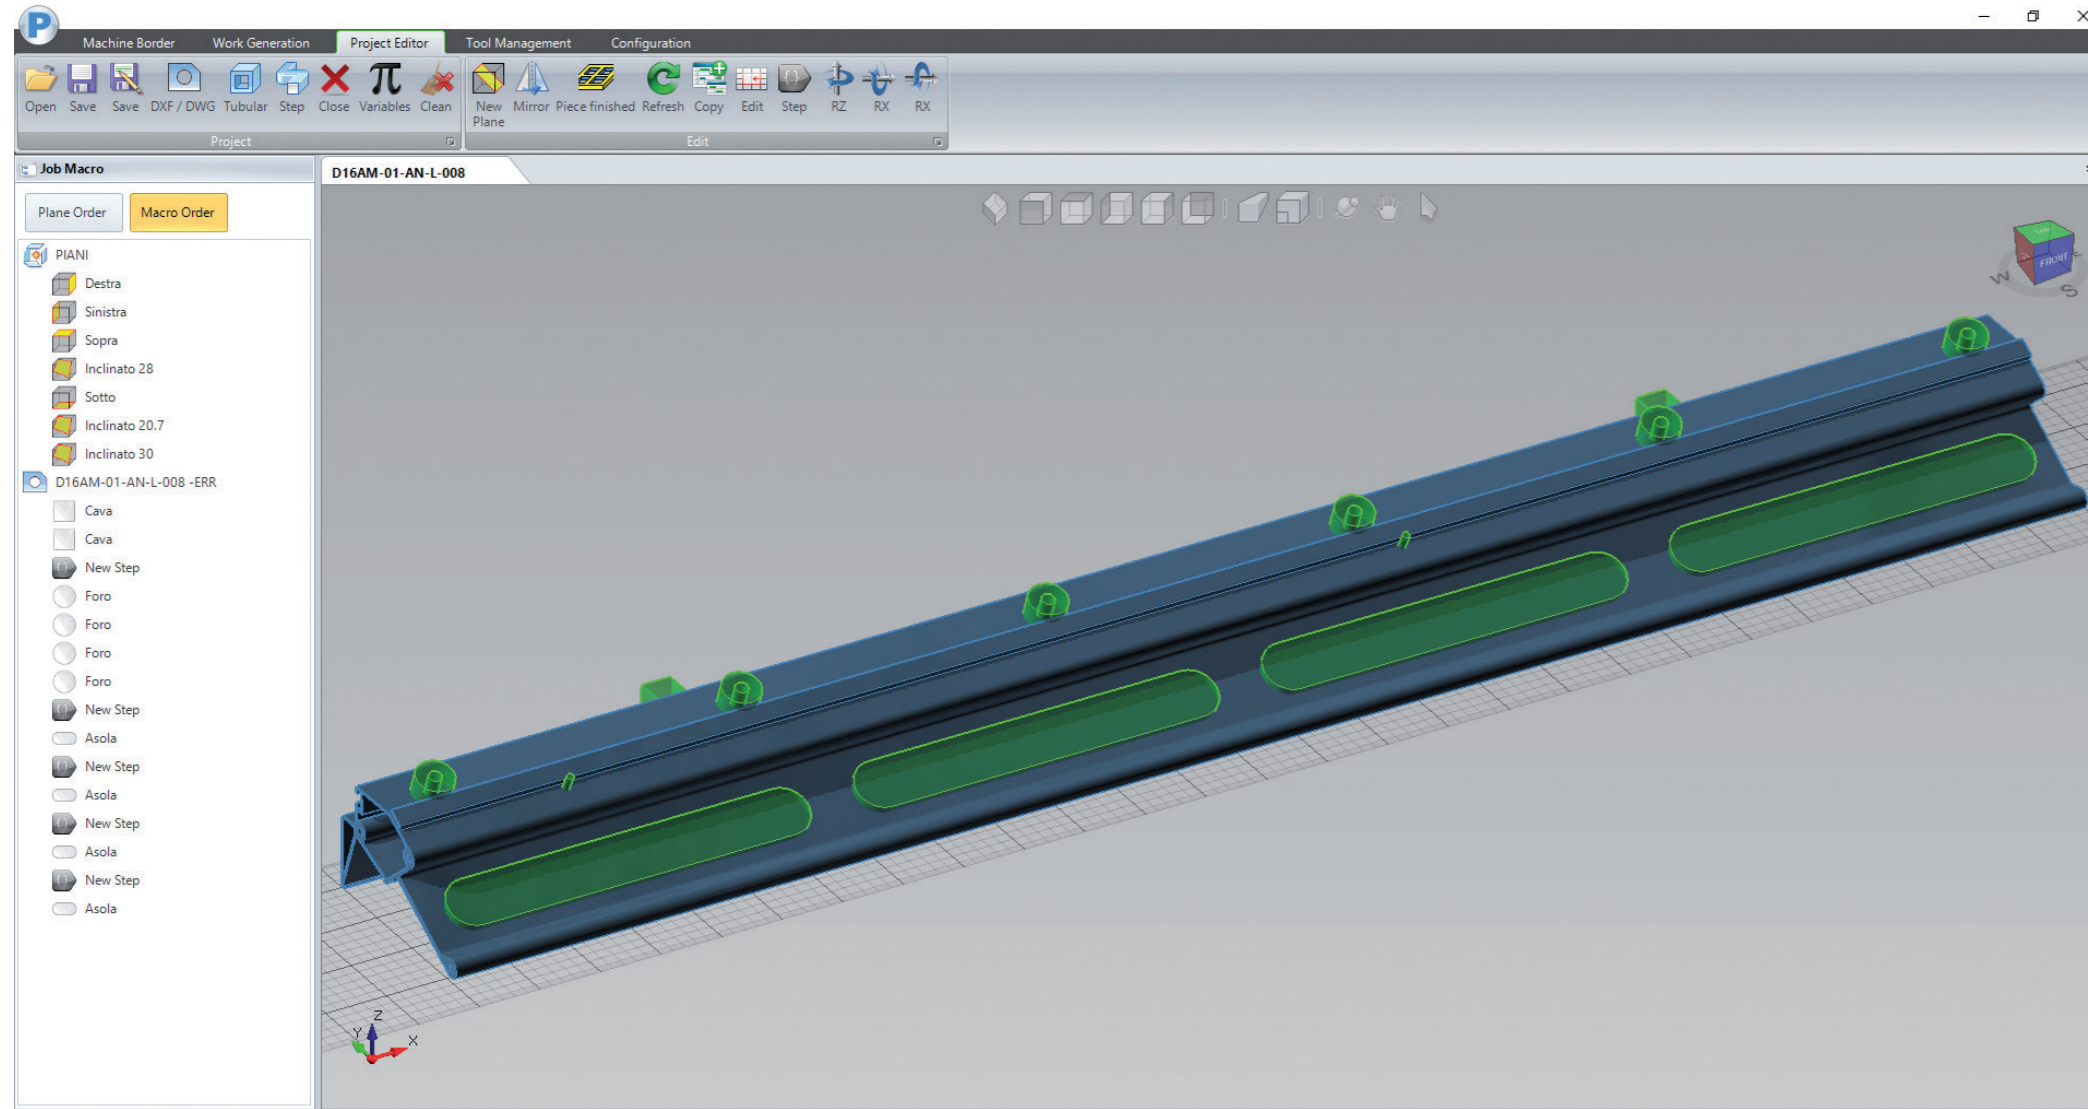 P
Machine Border Work Generation Project Editor Tool Management Configuration
Open Save Save DXF / DWG Tubular Step Close Variables Clean New Plane Mirror Piece finished Refresh Copy Edit Step RZ RX RX
Project Edit
Job Macro
D16AM-01-AN-L-008
Plane Order Macro Order
PIANI
Destra
Sinistra
Sopra
Inclinato 28
Sotto
Inclinato 20.7
Inclinato 30
D16AM-01-AN-L-008 -ERR
Cava
Cava
New Step
Foro
Foro
Foro
Foro
New Step
Asola
New Step
Asola
New Step
Asola
New Step
Asola
FRONT
W
S
Z
Y
X